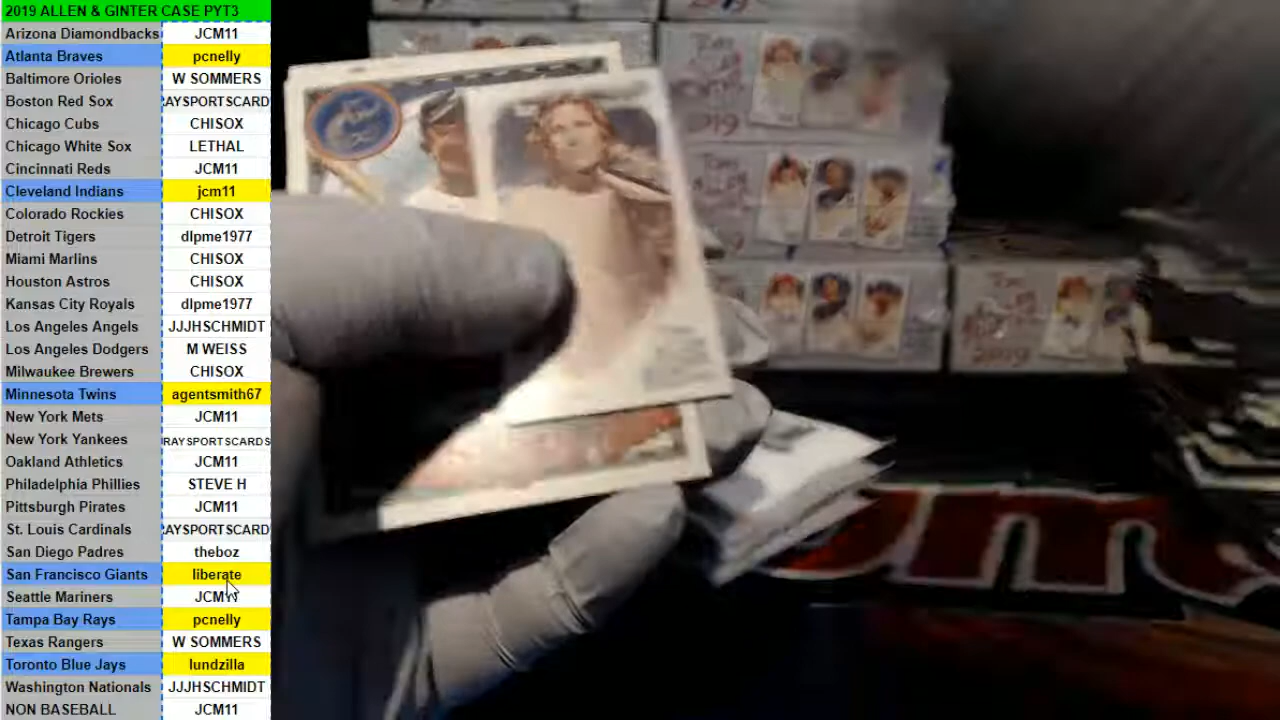 2019 ALLEN & GINTER CASE PYT3
Arizona Diamondbacks JCM11
Atlanta Braves pcnelly
Baltimore Orioles W SOMMERS
Boston Red Sox RAYSPORTSCARD
Chicago Cubs CHISOX
Chicago White Sox LETHAL
Cincinnati Reds JCM11
Cleveland Indians jcm11
Colorado Rockies CHISOX
Detroit Tigers dlpme1977
Miami Marlins CHISOX
Houston Astros CHISOX
Kansas City Royals dlpme1977
Los Angeles Angels JJJHSCHMIDT
Los Angeles Dodgers M WEISS
Milwaukee Brewers CHISOX
Minnesota Twins agentsmith67
New York Mets JCM11
New York Yankees RAYSPORTSCARDS
Oakland Athletics JCM11
Philadelphia Phillies STEVE H
Pittsburgh Pirates JCM11
St. Louis Cardinals RAYSPORTSCARD
San Diego Padres theboz
San Francisco Giants liberate
Seattle Mariners JCM11
Tampa Bay Rays pcnelly
Texas Rangers W SOMMERS
Toronto Blue Jays lundzilla
Washington Nationals JJJHSCHMIDT
NON BASEBALL JCM11
2019
2019